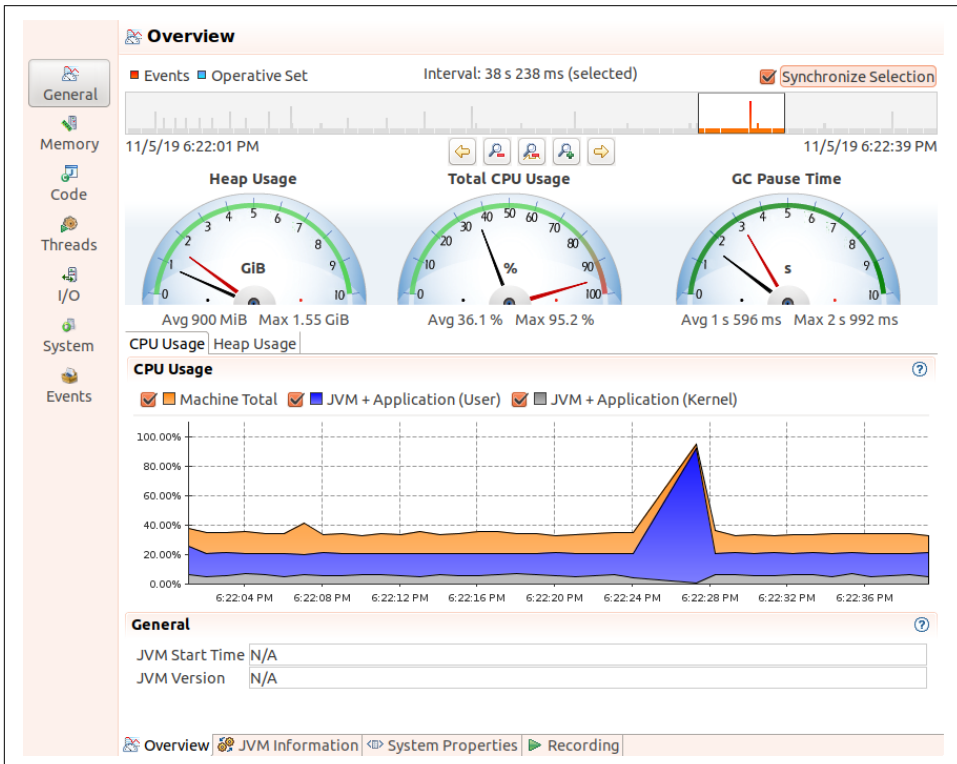 Overview
General
Memory
Code
Threads
I/O
System
Events
Events Operative Set Interval: 38 s 238 ms (selected) Synchronize Selection
11/5/19 6:22:01 PM 11/5/19 6:22:39 PM
Heap Usage
0 1 2 3 4 5 6 7 8 9 10
GiB
Avg 900 MiB Max 1.55 GiB
Total CPU Usage
0 10 20 30 40 50 60 70 80 90 100
%
Avg 36.1 % Max 95.2 %
GC Pause Time
0 1 2 3 4 5 6 7 8 9 10
s
Avg 1 s 596 ms Max 2 s 992 ms
CPU Usage Heap Usage
CPU Usage ?
Machine Total JVM + Application (User) JVM + Application (Kernel)
100.00%
80.00%
60.00%
40.00%
20.00%
0.00%
6:22:04 PM 6:22:08 PM 6:22:12 PM 6:22:16 PM 6:22:20 PM 6:22:24 PM 6:22:28 PM 6:22:32 PM 6:22:36 PM
General ?
JVM Start Time N/A
JVM Version N/A
Overview JVM Information System Properties Recording